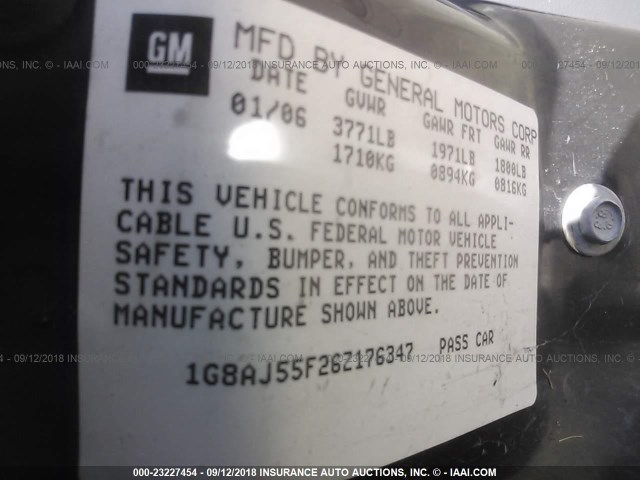 GM
MFD BY GENERAL MOTORS CORP
DATE GVWR GAWR FRT GAWR RR
01/06 3771LB 1971LB 1800LB
1710KG 0894KG 0816KG
THIS VEHICLE CONFORMS TO ALL APPLI-
CABLE U.S. FEDERAL MOTOR VEHICLE
SAFETY, BUMPER, AND THEFT PREVENTION
STANDARDS IN EFFECT ON THE DATE OF
MANUFACTURE SHOWN ABOVE.
1G8AJ55F26Z176347 PASS CAR
000-23227454 - 09/12/2018 INSURANCE AUTO AUCTIONS, INC. - © IAAI.COM